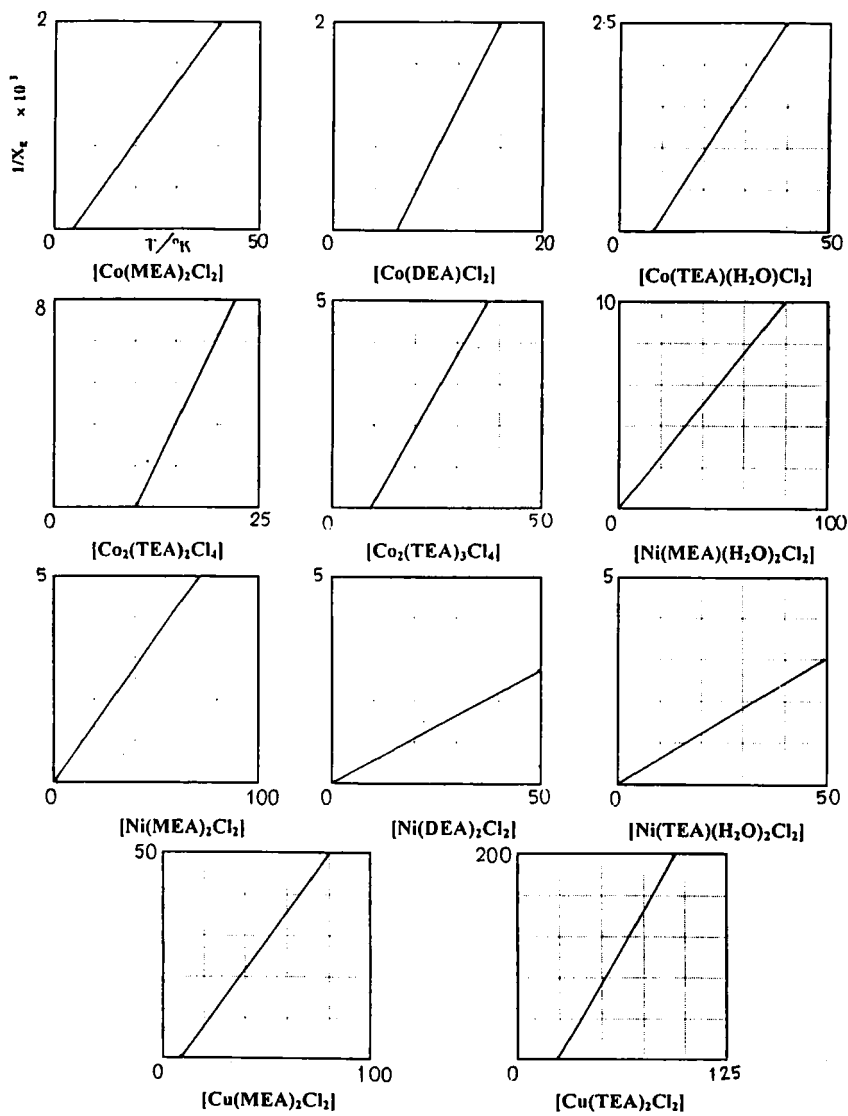 2 2 2·5
1/Xg × 10³
0 T/°K 50 0 20 0 50
[Co(MEA)₂Cl₂] [Co(DEA)Cl₂] [Co(TEA)(H₂O)Cl₂]
8 5 10
0 25 0 50 0 100
[Co₂(TEA)₂Cl₄] [Co₂(TEA)₃Cl₄] [Ni(MEA)(H₂O)₂Cl₂]
5 5 5
0 100 0 50 0 50
[Ni(MEA)₂Cl₂] [Ni(DEA)₂Cl₂] [Ni(TEA)(H₂O)₂Cl₂]
50 200
0 100 0 125
[Cu(MEA)₂Cl₂] [Cu(TEA)₂Cl₂]